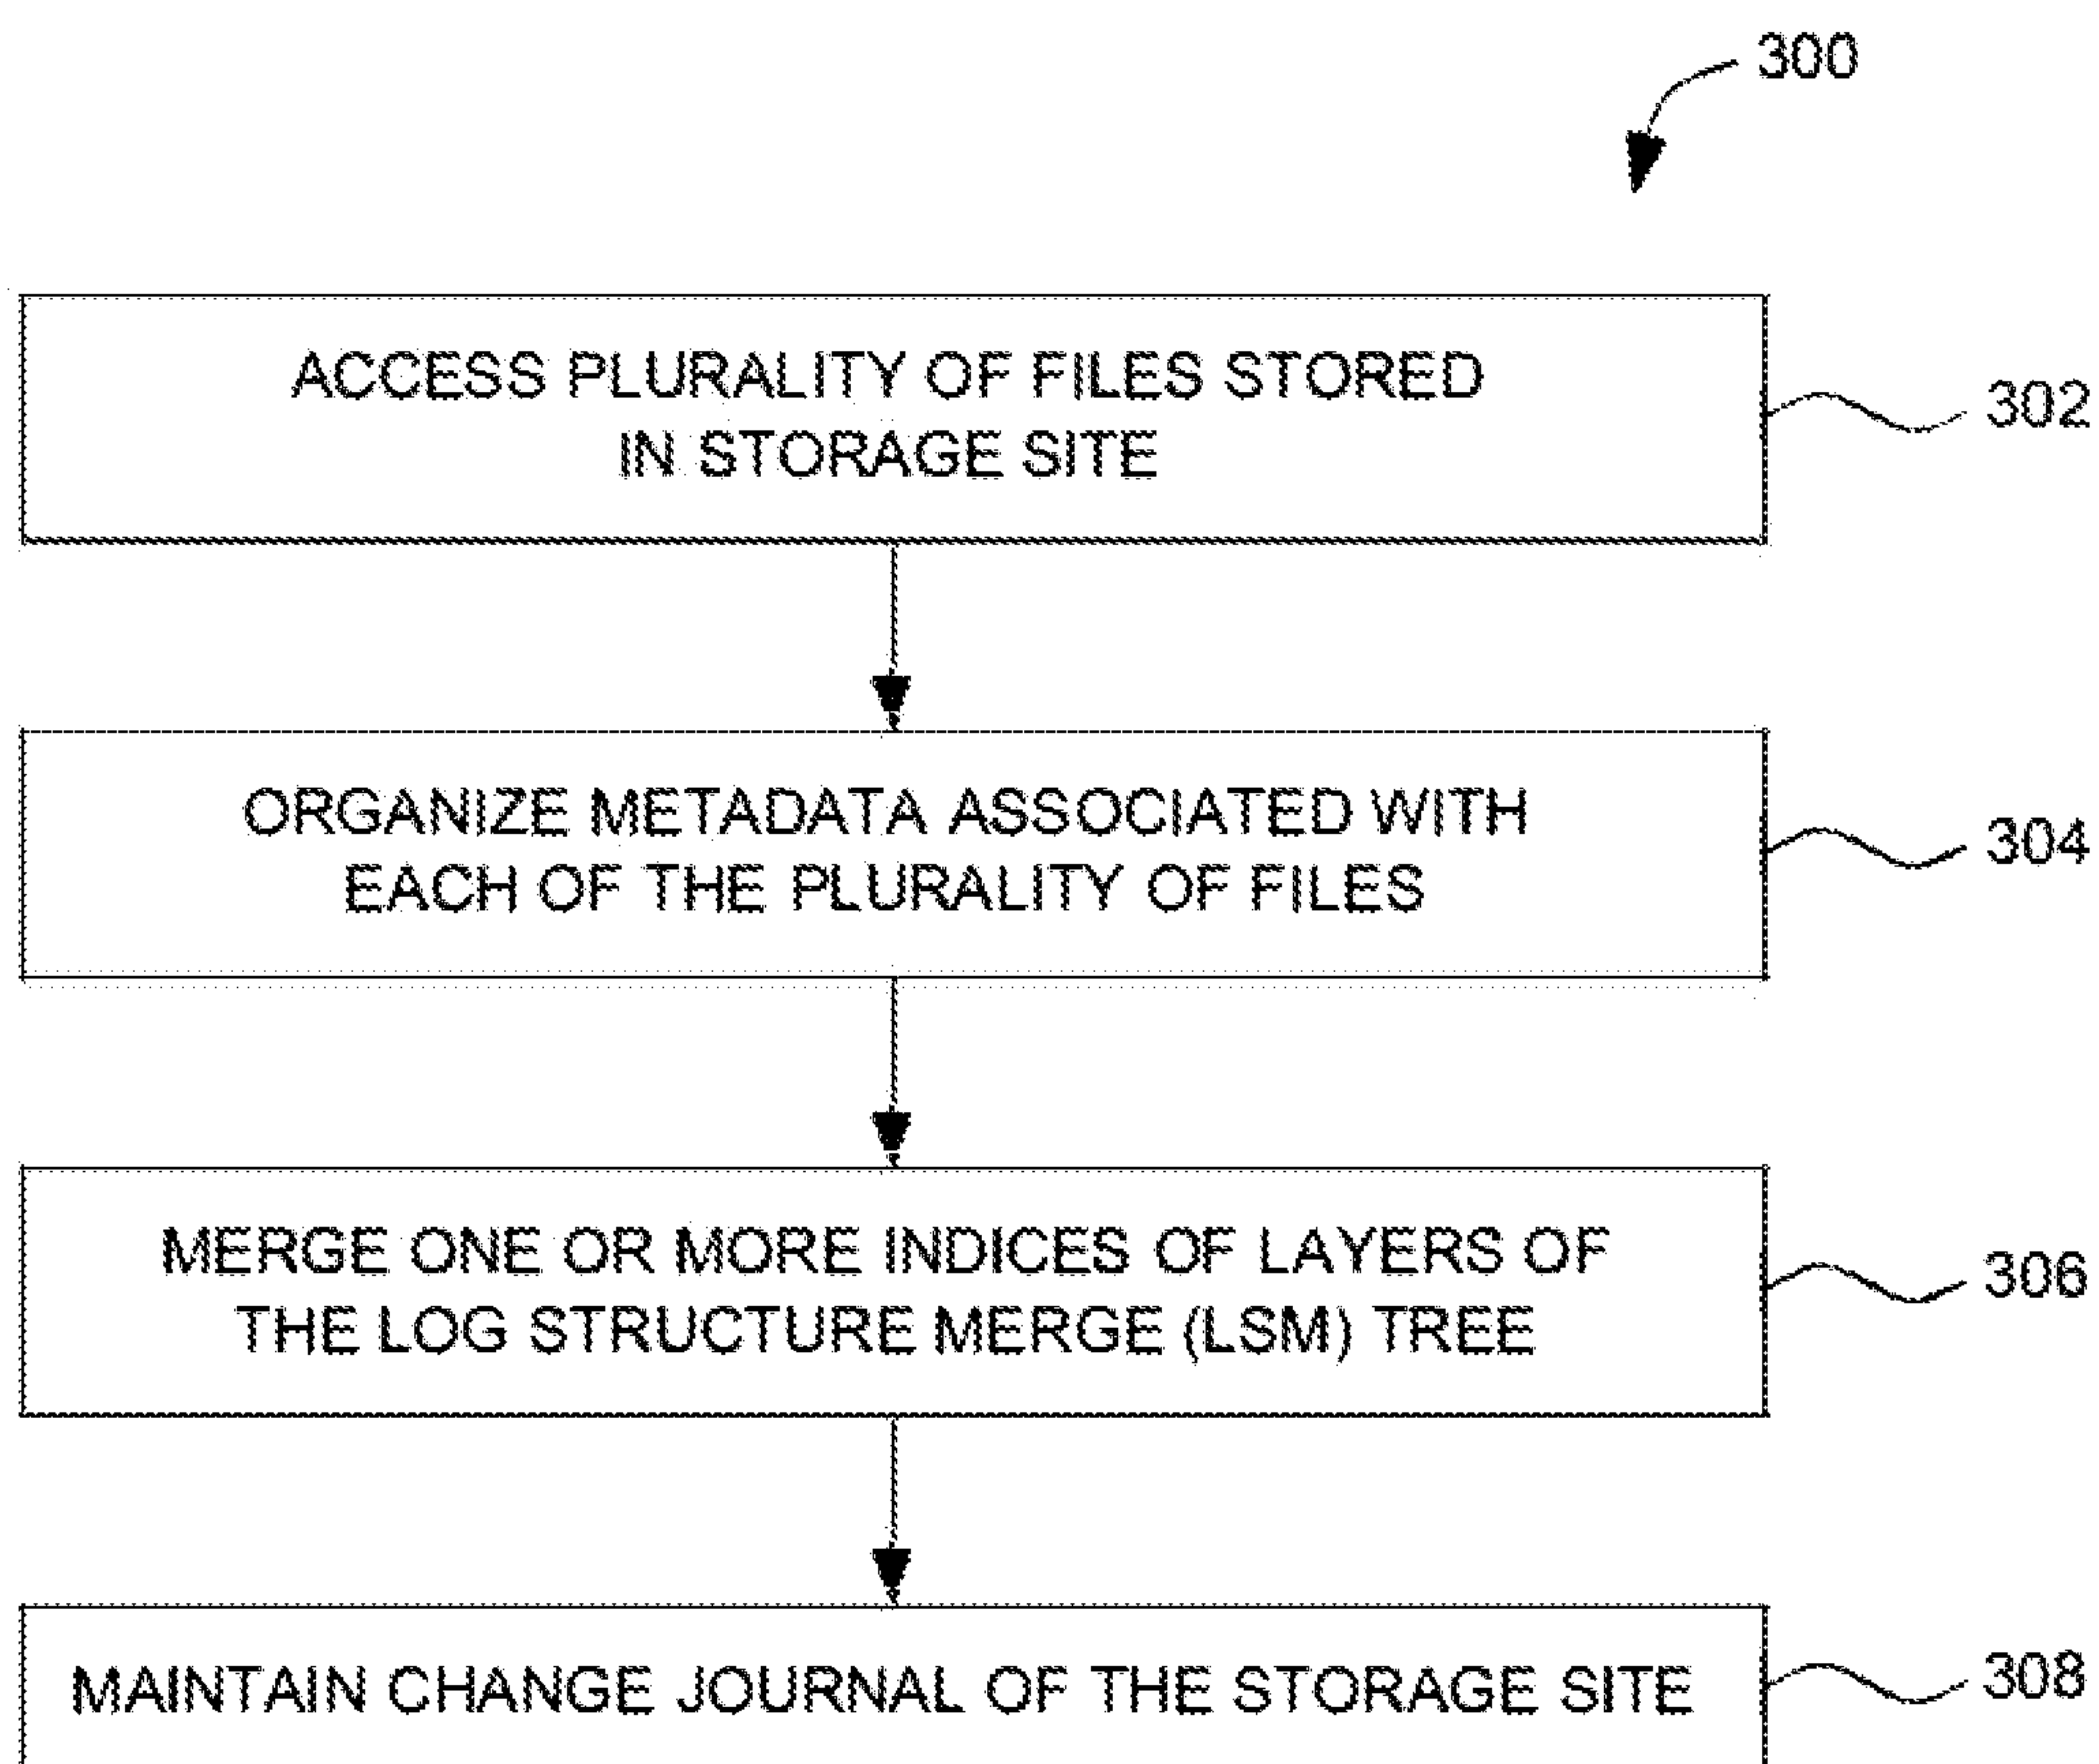 300
ACCESS PLURALITY OF FILES STORED
IN STORAGE SITE
302
ORGANIZE METADATA ASSOCIATED WITH
EACH OF THE PLURALITY OF FILES
304
MERGE ONE OR MORE INDICES OF LAYERS OF
THE LOG STRUCTURE MERGE (LSM) TREE
306
MAINTAIN CHANGE JOURNAL OF THE STORAGE SITE
308